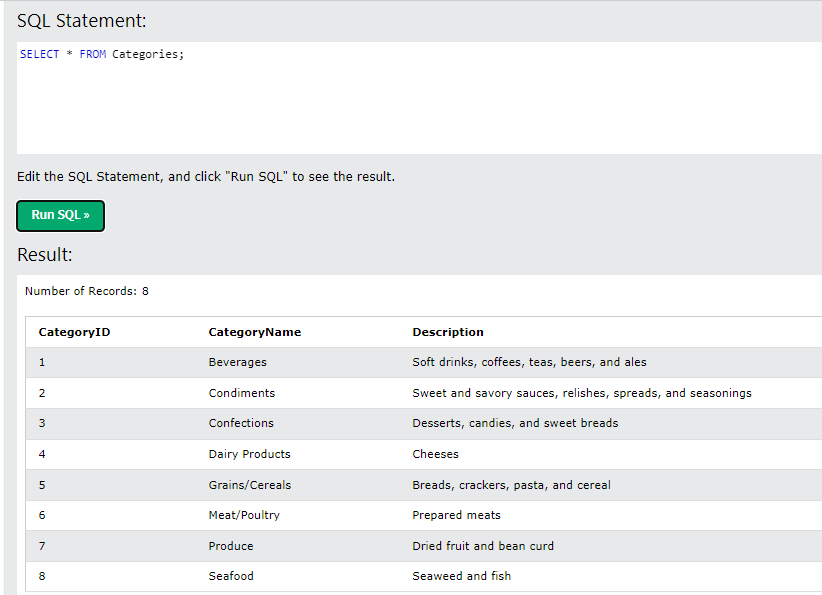 SQL Statement:
SELECT * FROM Categories;
Edit the SQL Statement, and click "Run SQL" to see the result.
Run SQL »
Result:
Number of Records: 8
CategoryID CategoryName Description
1 Beverages Soft drinks, coffees, teas, beers, and ales
2 Condiments Sweet and savory sauces, relishes, spreads, and seasonings
3 Confections Desserts, candies, and sweet breads
4 Dairy Products Cheeses
5 Grains/Cereals Breads, crackers, pasta, and cereal
6 Meat/Poultry Prepared meats
7 Produce Dried fruit and bean curd
8 Seafood Seaweed and fish